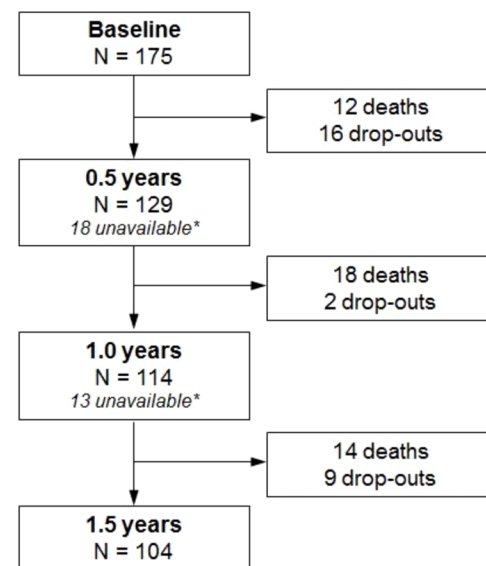 Baseline
N = 175
12 deaths
16 drop-outs
0.5 years
N = 129
18 unavailable*
18 deaths
2 drop-outs
1.0 years
N = 114
13 unavailable*
14 deaths
9 drop-outs
1.5 years
N = 104